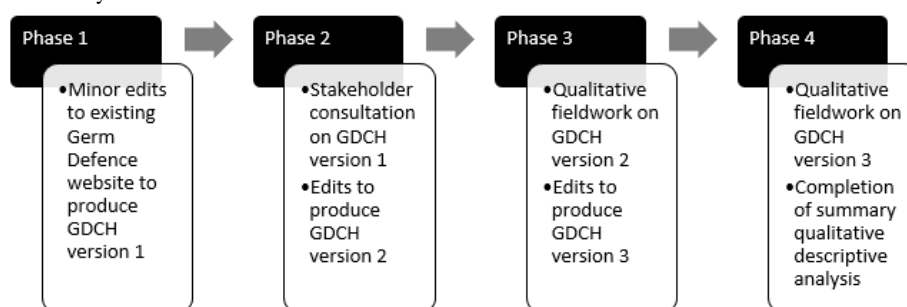 Phase 1
•Minor edits
to existing
Germ
Defence
website to
produce
GDCH
version 1
Phase 2
•Stakeholder
consultation
on GDCH
version 1
•Edits to
produce
GDCH
version 2
Phase 3
•Qualitative
fieldwork on
GDCH
version 2
•Edits to
produce
GDCH
version 3
Phase 4
•Qualitative
fieldwork on
GDCH
version 3
•Completion
of summary
qualitative
descriptive
analysis